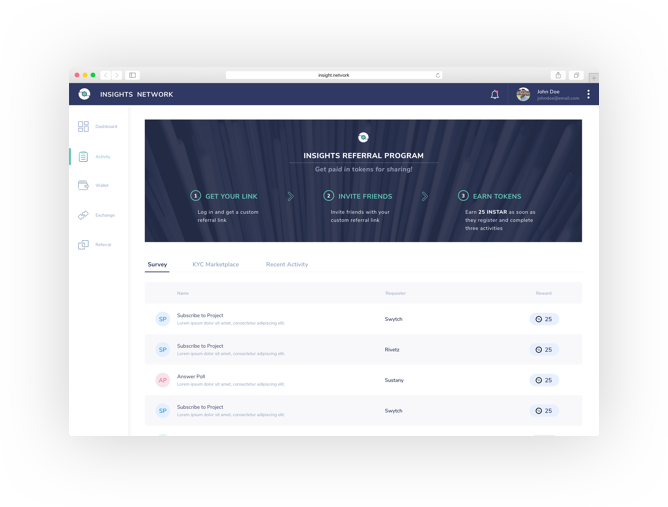 insight.network
INSIGHTS NETWORK
John Doe
johndoe@email.com
Dashboard
Activity
Wallet
Exchange
Referral
INSIGHTS REFERRAL PROGRAM
Get paid in tokens for sharing!
1 GET YOUR LINK
Log in and get a custom
referral link
2 INVITE FRIENDS
Invite friends with your
custom referral link
3 EARN TOKENS
Earn 25 INSTAR as soon as
they register and complete
three activities
Survey KYC Marketplace Recent Activity
Name Requester Reward
SP Subscribe to Project Swytch 25
Lorem ipsum dolor sit amet, consectetur adipiscing elit
SP Subscribe to Project Rivetz 25
Lorem ipsum dolor sit amet, consectetur adipiscing elit
AP Answer Poll Sustany 25
Lorem ipsum dolor sit amet, consectetur adipiscing elit
SP Subscribe to Project Swytch 25
Lorem ipsum dolor sit amet, consectetur adipiscing elit